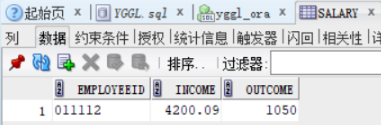 起始页 YGGL.sql yggl_ora SALARY
列 数据 约束条件 授权 统计信息 触发器 闪回 相关性
排序.. 过滤器:
EMPLOYEEID INCOME OUTCOME
1 011112 4200.09 1050